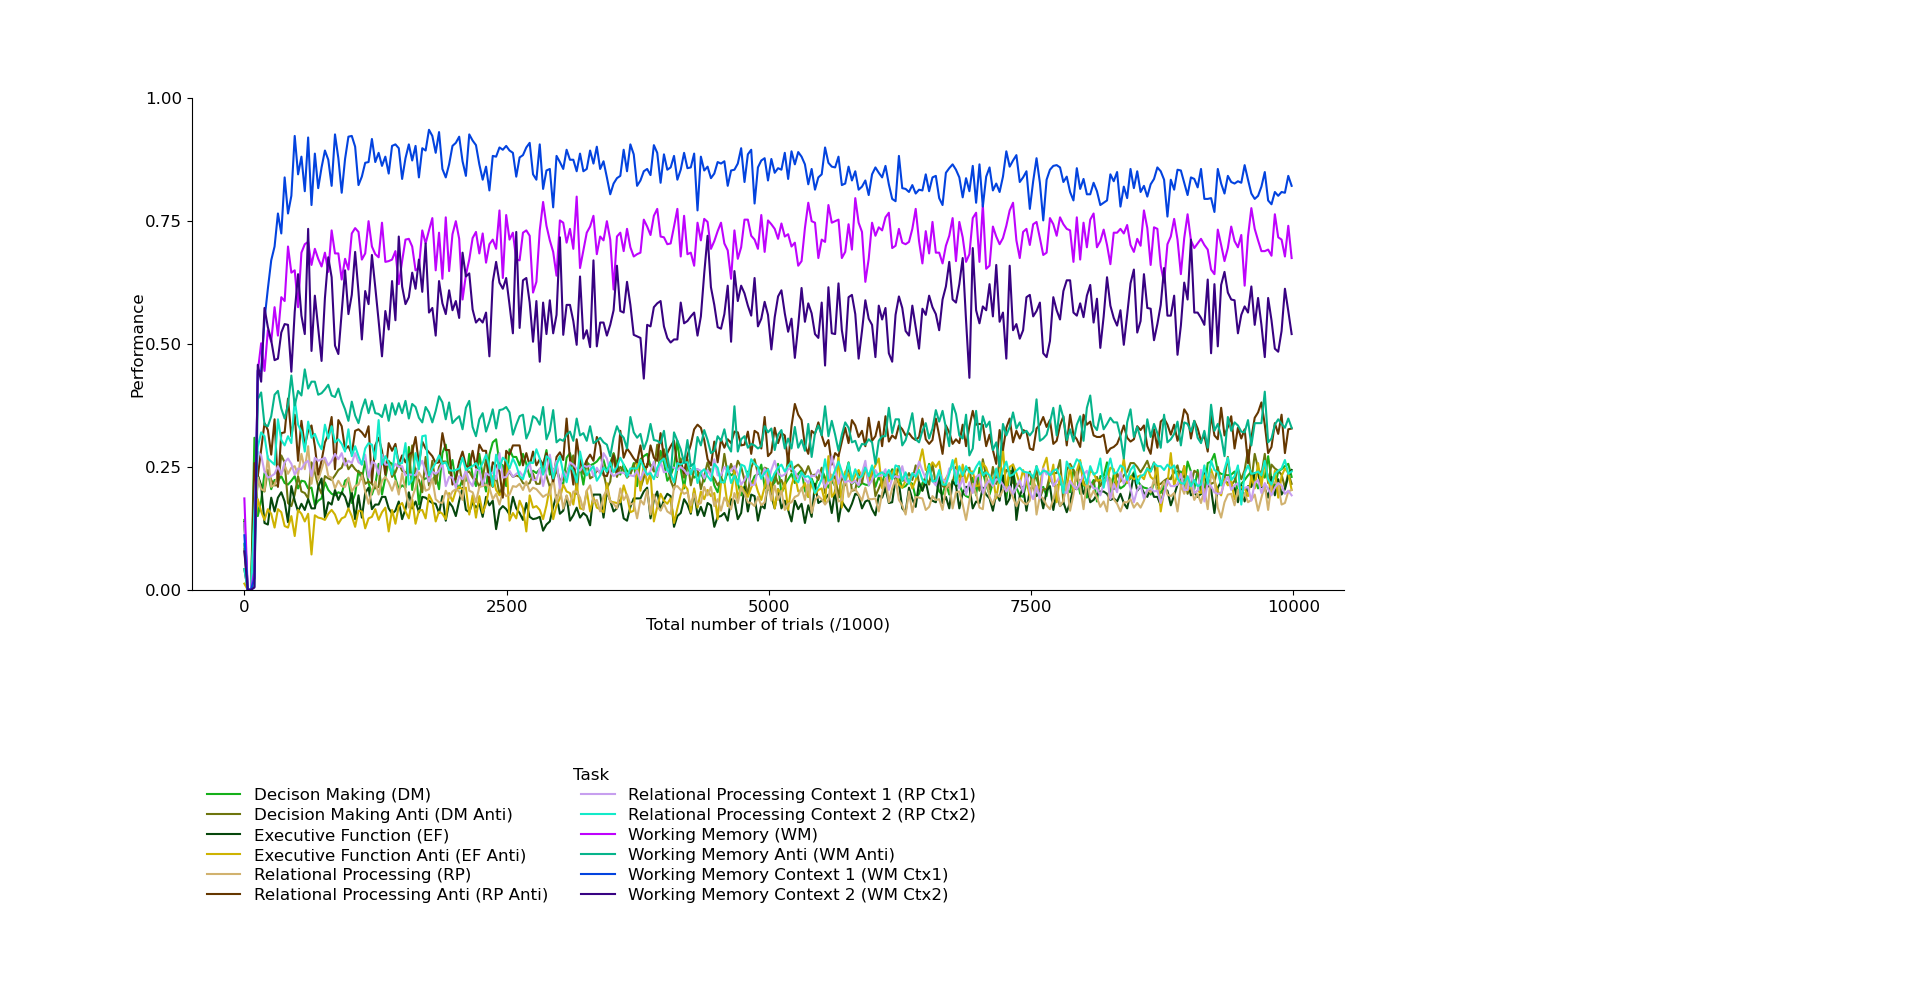 1.00
0.75
0.50
0.25
0.00
Performance
0
2500
5000
7500
10000
Total number of trials (/1000)
Task
Decison Making (DM)
Decision Making Anti (DM Anti)
Executive Function (EF)
Executive Function Anti (EF Anti)
Relational Processing (RP)
Relational Processing Anti (RP Anti)
Relational Processing Context 1 (RP Ctx1)
Relational Processing Context 2 (RP Ctx2)
Working Memory (WM)
Working Memory Anti (WM Anti)
Working Memory Context 1 (WM Ctx1)
Working Memory Context 2 (WM Ctx2)